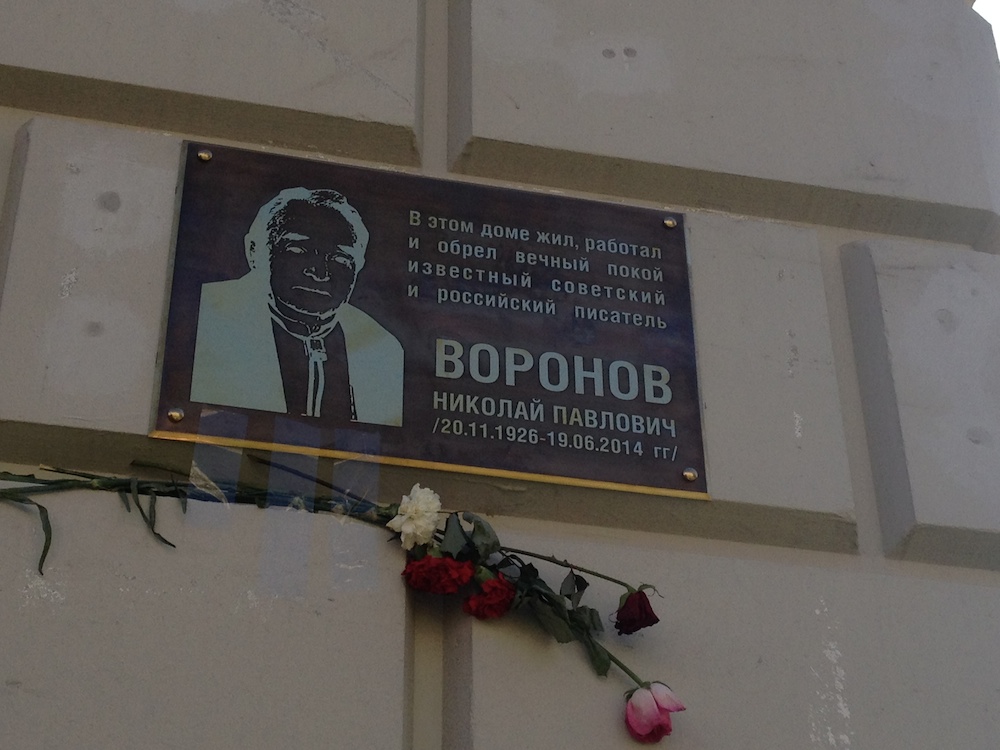 В этом доме жил, работал
и обрел вечный покой
известный советский
и российский писатель
ВОРОНОВ
НИКОЛАЙ ПАВЛОВИЧ
/20.11.1926-19.06.2014 гг/